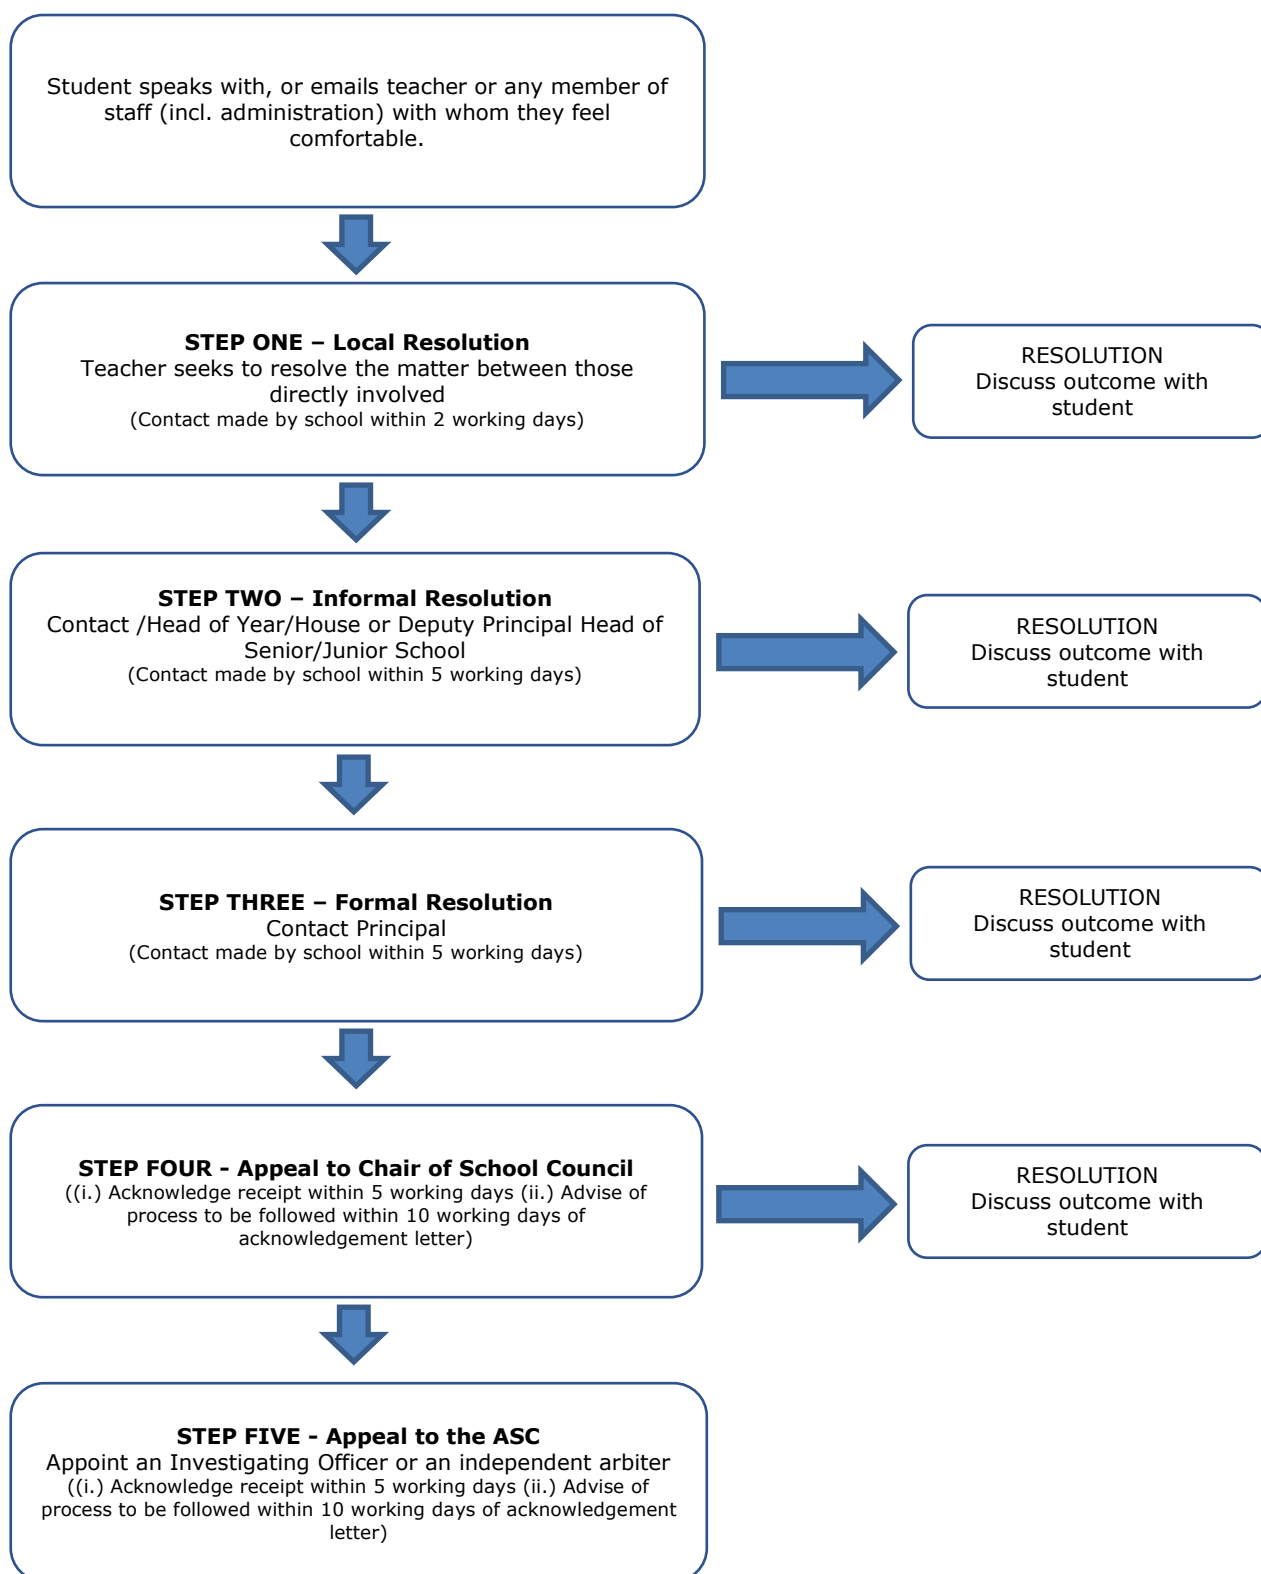 Student speaks with, or emails teacher or any member of
staff (incl. administration) with whom they feel
comfortable.
STEP ONE – Local Resolution
Teacher seeks to resolve the matter between those
directly involved
(Contact made by school within 2 working days)
RESOLUTION
Discuss outcome with
student
STEP TWO – Informal Resolution
Contact /Head of Year/House or Deputy Principal Head of
Senior/Junior School
(Contact made by school within 5 working days)
RESOLUTION
Discuss outcome with
student
STEP THREE – Formal Resolution
Contact Principal
(Contact made by school within 5 working days)
RESOLUTION
Discuss outcome with
student
STEP FOUR - Appeal to Chair of School Council
((i.) Acknowledge receipt within 5 working days (ii.) Advise of
process to be followed within 10 working days of
acknowledgement letter)
RESOLUTION
Discuss outcome with
student
STEP FIVE - Appeal to the ASC
Appoint an Investigating Officer or an independent arbiter
((i.) Acknowledge receipt within 5 working days (ii.) Advise of
process to be followed within 10 working days of acknowledgement
letter)